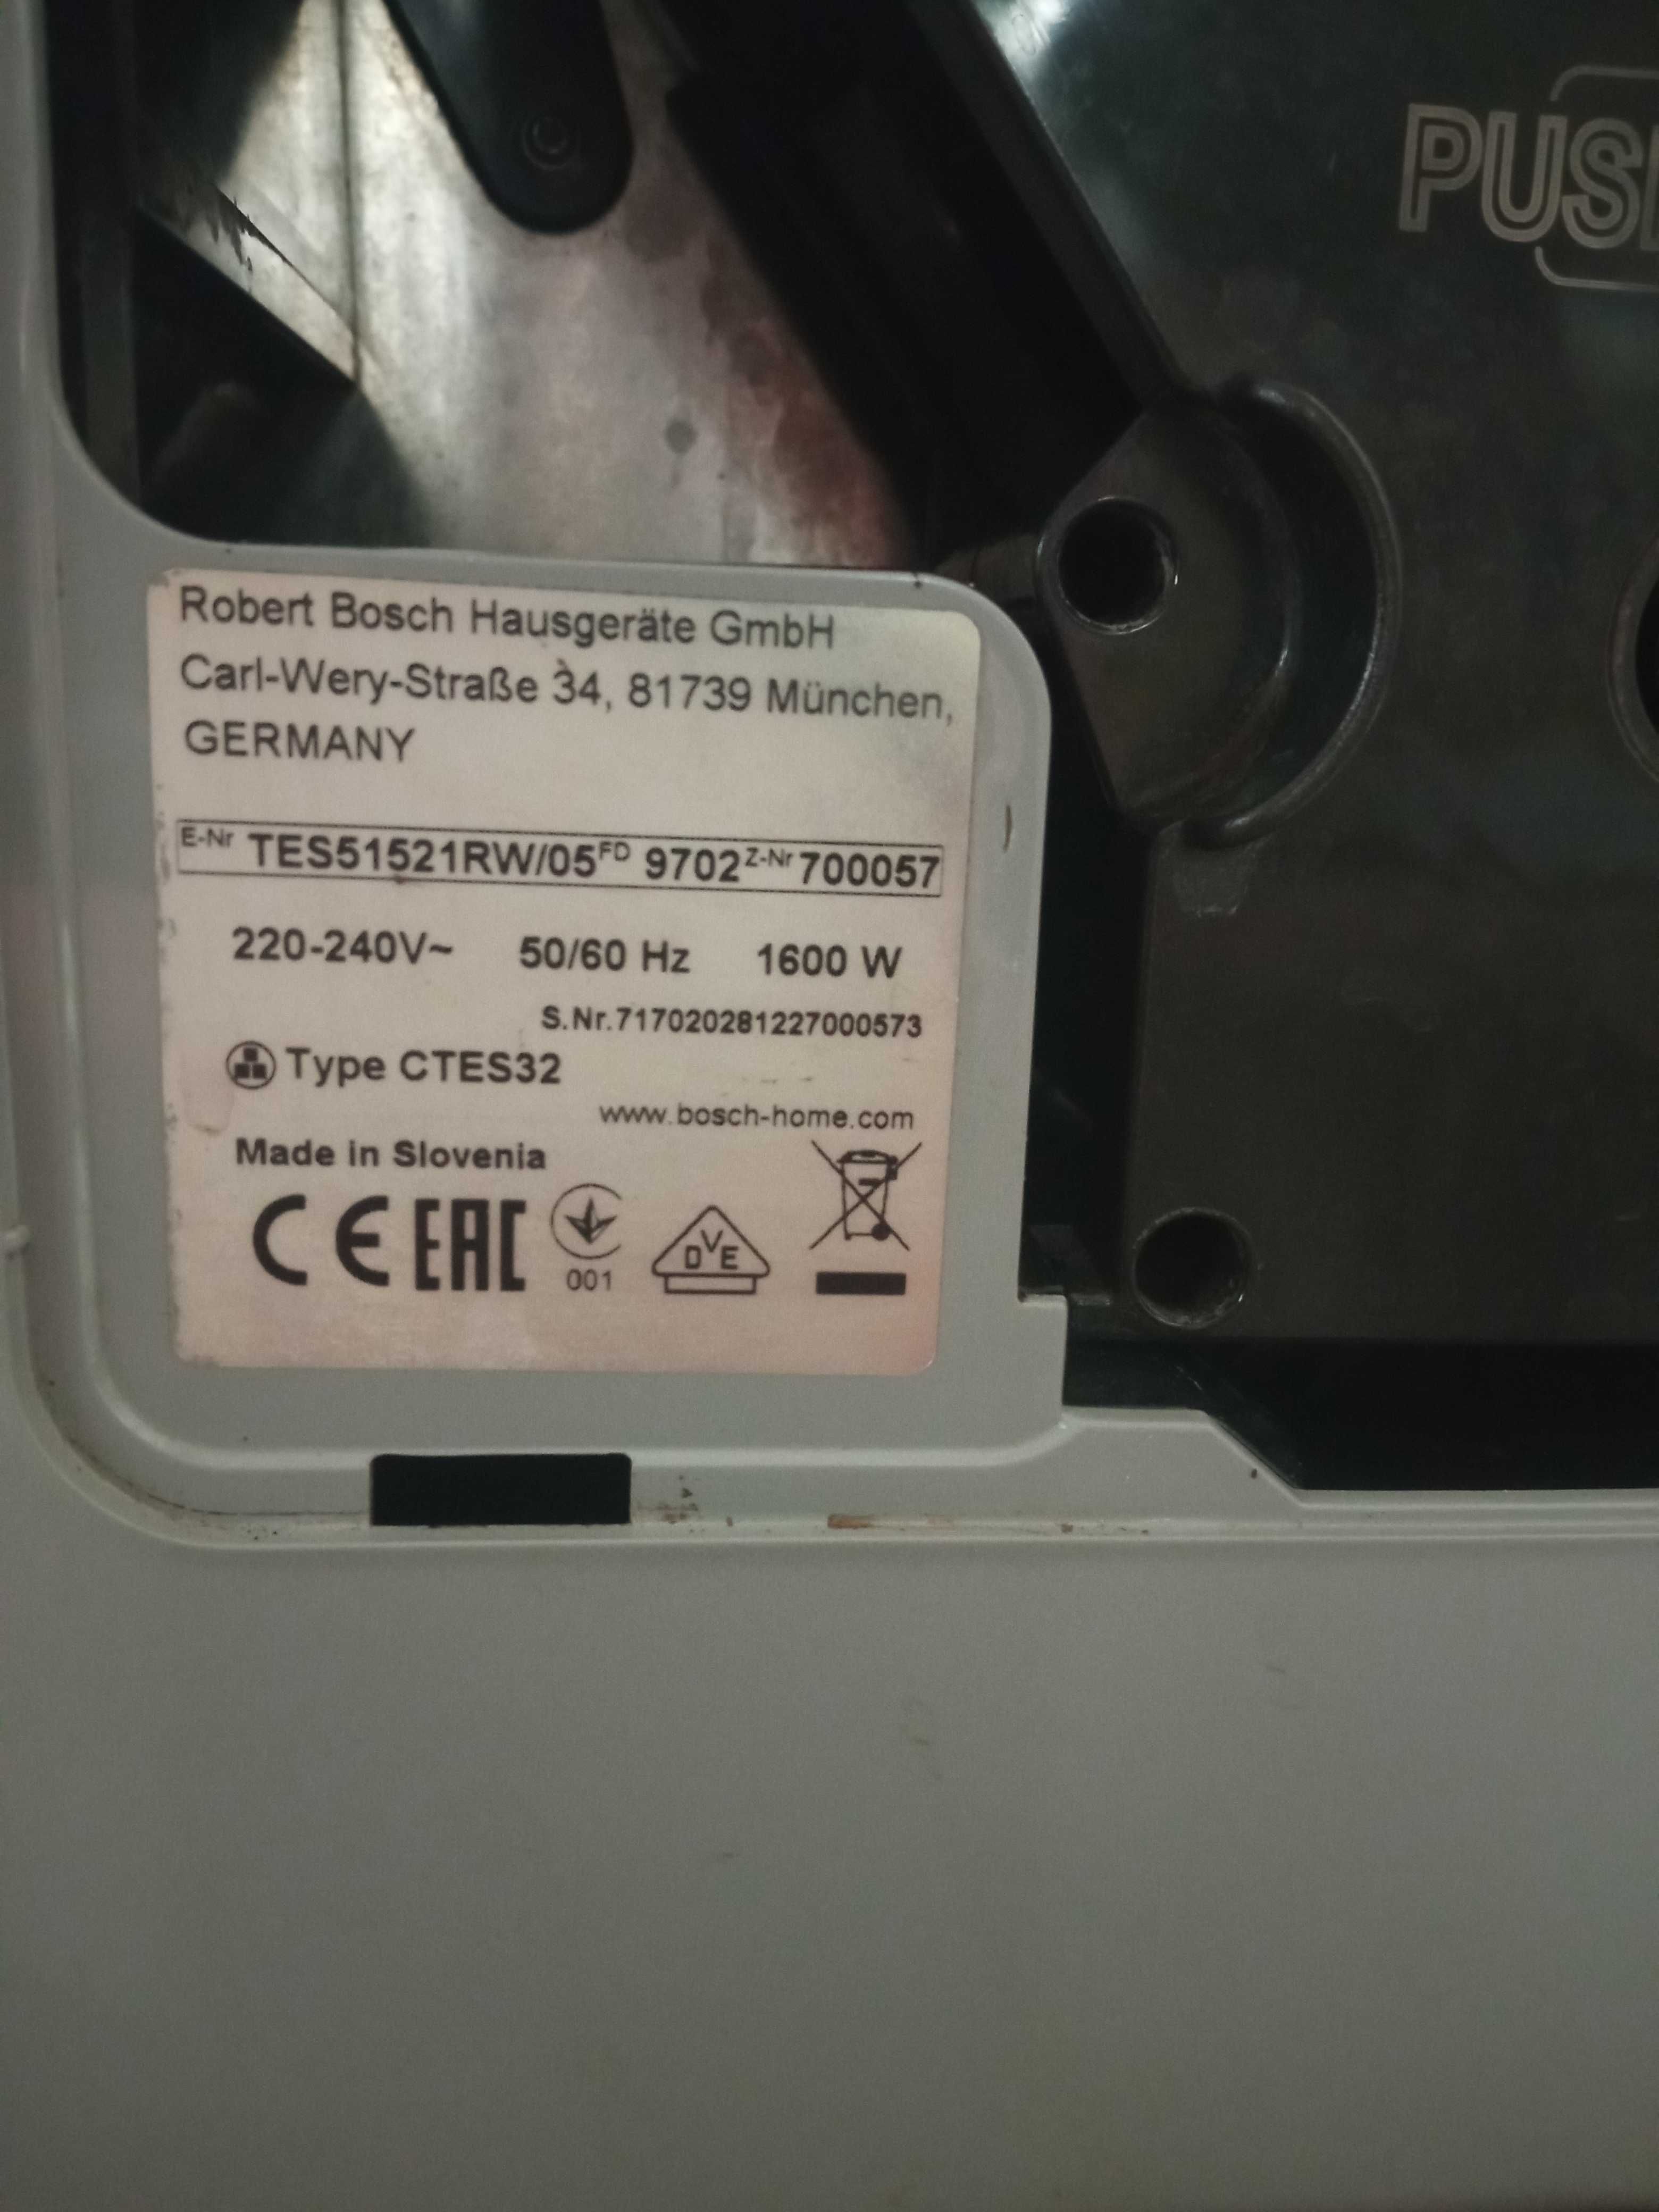 PUS
Robert Bosch Hausgeräte GmbH
Carl-Wery-Straße 34, 81739 München,
GERMANY
E-Nr TES51521RW/05 FD 9702 Z-Nr 700057
220-240V~ 50/60 Hz 1600 W
S.Nr.717020281227000573
Type CTES32
www.bosch-home.com
Made in Slovenia
CE EAC 001 DVE